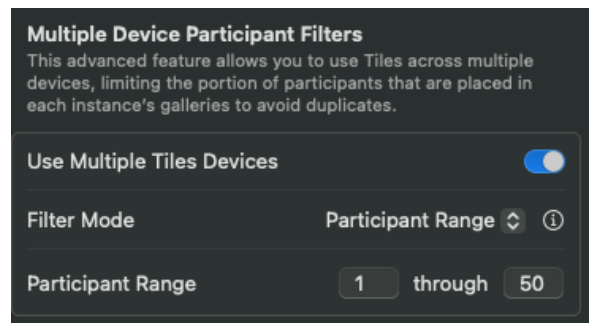 Multiple Device Participant Filters
This advanced feature allows you to use Tiles across multiple
devices, limiting the portion of participants that are placed in
each instance's galleries to avoid duplicates.
Use Multiple Tiles Devices
Filter Mode Participant Range
Participant Range 1 through 50